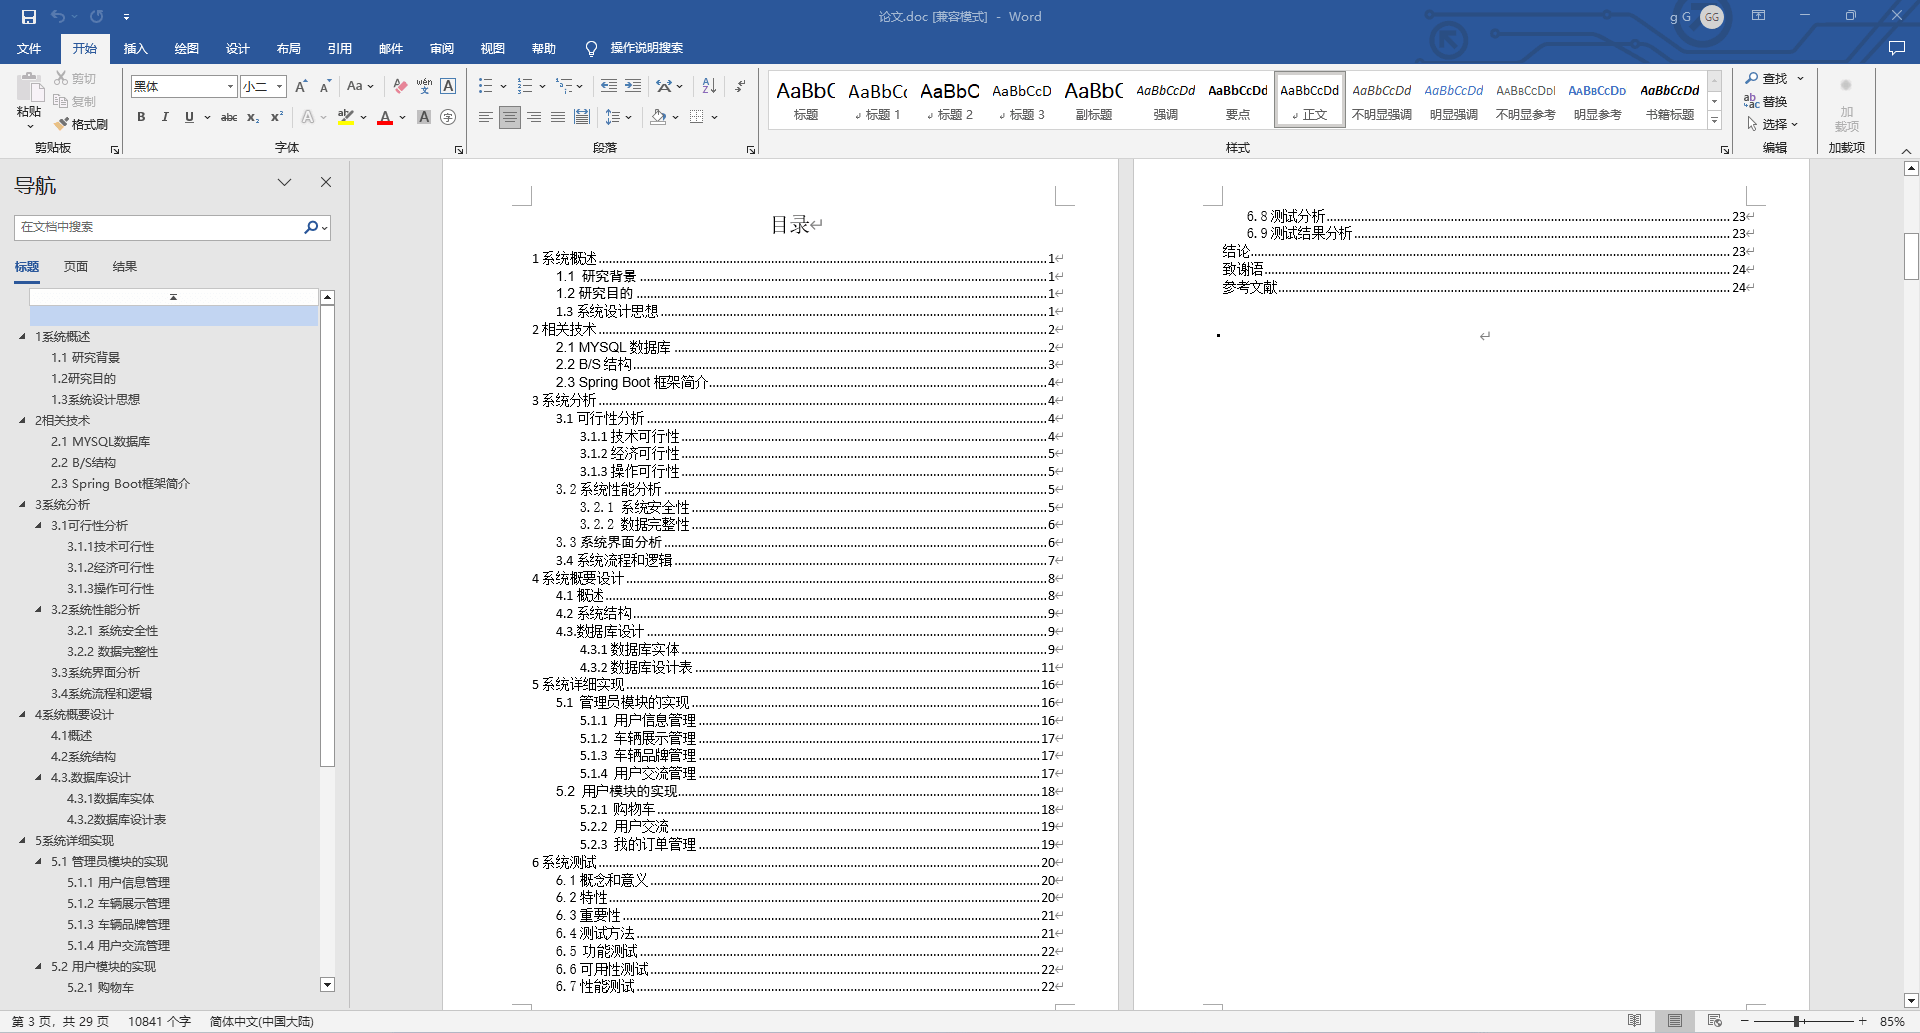 论文.doc [兼容模式] - Word
g G GG
文件 开始 插入 绘图 设计 布局 引用 邮件 审阅 视图 帮助 操作说明搜索
粘贴 剪切 复制 格式刷
黑体 小二
AaBbC AaBbCc AaBbC AaBbCcD AaBbC AaBbCcDd AaBbCcDd AaBbCcDd AaBbCcDd AaBbCcDd AaBbCcDd AaBbCcDd AaBbCcDd
标题 标题 1 标题 2 标题 3 副标题 强调 要点 正文 不明显强调 明显强调 不明显参考 明显参考 书籍标题
查找
替换
选择
加载项
剪贴板 字体 段落 样式 编辑 加载项
导航
在文档中搜索
标题 页面 结果
1系统概述
1.1 研究背景
1.2研究目的
1.3系统设计思想
2相关技术
2.1 MYSQL数据库
2.2 B/S结构
2.3 Spring Boot框架简介
3系统分析
3.1可行性分析
3.1.1技术可行性
3.1.2经济可行性
3.1.3操作可行性
3.2系统性能分析
3.2.1 系统安全性
3.2.2 数据完整性
3.3系统界面分析
3.4系统流程和逻辑
4系统概要设计
4.1概述
4.2系统结构
4.3.数据库设计
4.3.1数据库实体
4.3.2数据库设计表
5系统详细实现
5.1 管理员模块的实现
5.1.1 用户信息管理
5.1.2 车辆展示管理
5.1.3 车辆品牌管理
5.1.4 用户交流管理
5.2 用户模块的实现
5.2.1 购物车
目录
1 系统概述 1
1.1 研究背景 1
1.2 研究目的 1
1.3 系统设计思想 1
2 相关技术 2
2.1 MYSQL 数据库 2
2.2 B/S 结构 3
2.3 Spring Boot 框架简介 4
3 系统分析 4
3.1 可行性分析 4
3.1.1 技术可行性 4
3.1.2 经济可行性 5
3.1.3 操作可行性 5
3.2 系统性能分析 5
3.2.1 系统安全性 5
3.2.2 数据完整性 6
3.3 系统界面分析 6
3.4 系统流程和逻辑 7
4 系统概要设计 8
4.1 概述 8
4.2 系统结构 9
4.3.数据库设计 9
4.3.1 数据库实体 9
4.3.2 数据库设计表 11
5 系统详细实现 16
5.1 管理员模块的实现 16
5.1.1 用户信息管理 16
5.1.2 车辆展示管理 17
5.1.3 车辆品牌管理 17
5.1.4 用户交流管理 17
5.2 用户模块的实现 18
5.2.1 购物车 18
5.2.2 用户交流 19
5.2.3 我的订单管理 19
6 系统测试 20
6.1 概念和意义 20
6.2 特性 20
6.3 重要性 21
6.4 测试方法 21
6.5 功能测试 22
6.6 可用性测试 22
6.7 性能测试 22
6.8 测试分析 23
6.9 测试结果分析 23
结论 23
致谢语 24
参考文献 24
第 3 页, 共 29 页 10841 个字 简体中文(中国大陆) 85%